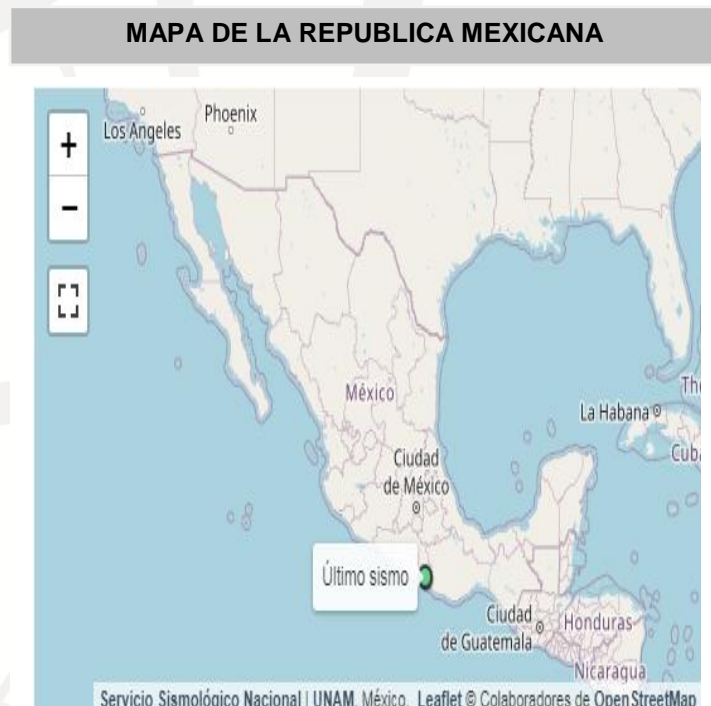 MAPA DE LA REPUBLICA MEXICANA
+
Phoenix
Los Angeles
−
México
La Habana
Ciudad
de México
Último sismo
Ciudad
de Guatemala
Honduras
Nicaragua
Servicio Sismológico Nacional | UNAM, México, Leaflet © Colaboradores de OpenStreetMap